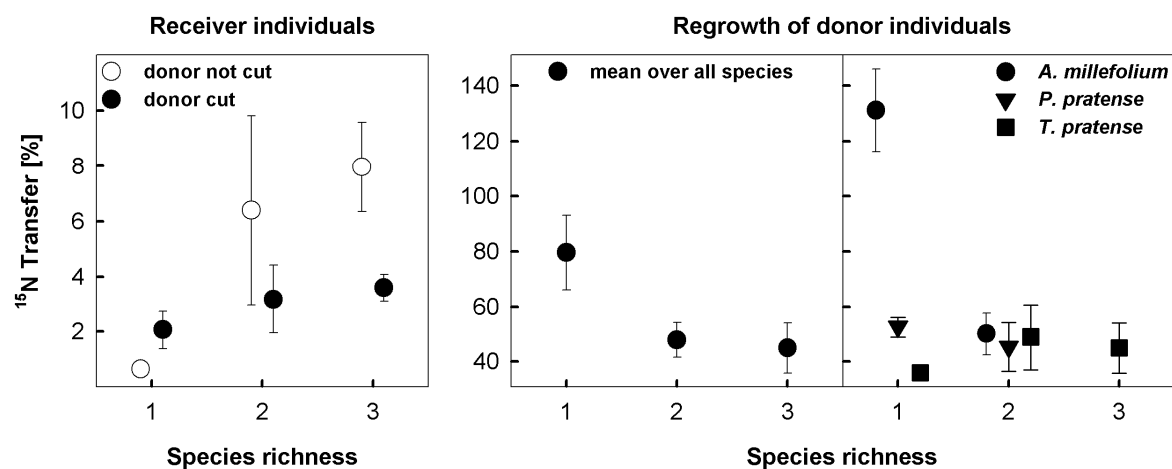 Receiver individuals
Regrowth of donor individuals
donor not cut
donor cut
mean over all species
A. millefolium
P. pratense
T. pratense
¹⁵N Transfer [%]
10
8
6
4
2
140
120
100
80
60
40
1 2 3
1 2 3
1 2 3
Species richness
Species richness